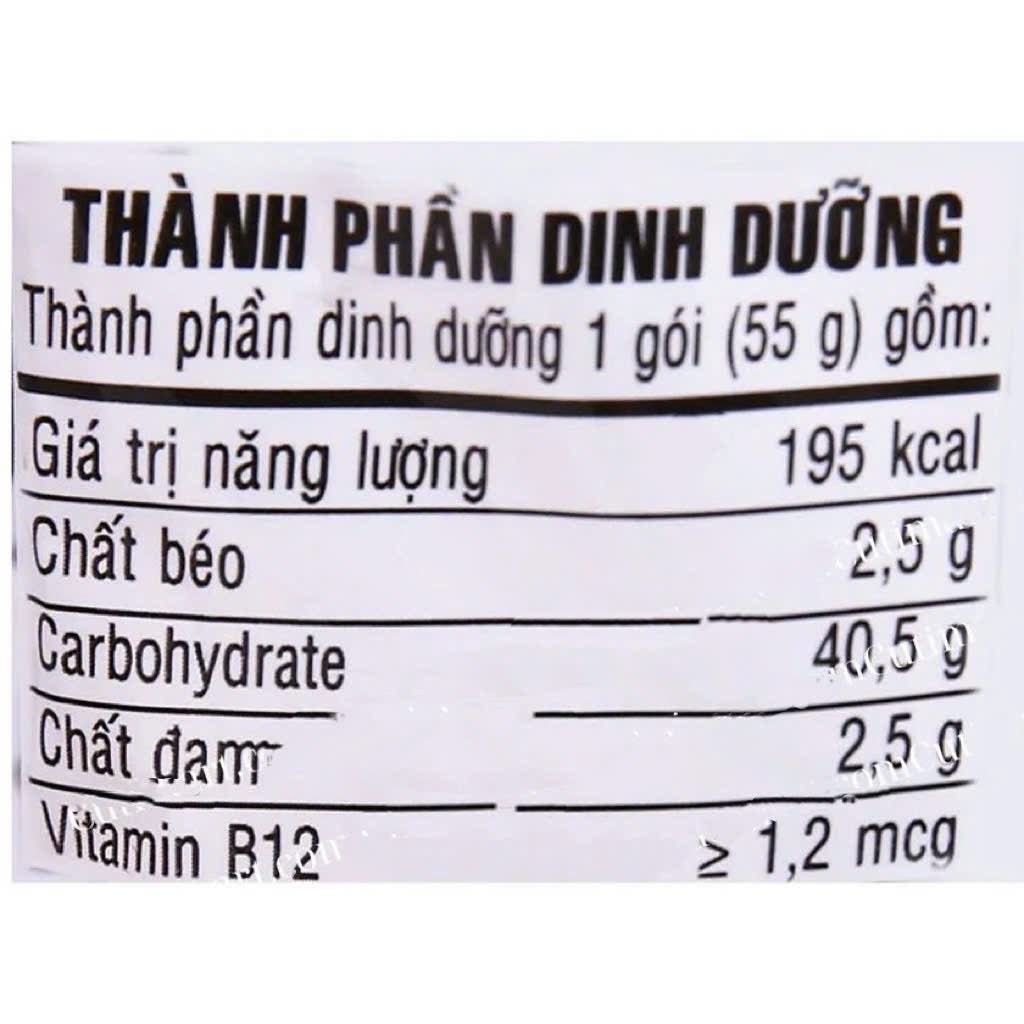 THÀNH PHẦN DINH DƯỠNG
Thành phần dinh dưỡng 1 gói (55 g) gồm:
Giá trị năng lượng 195 kcal
Chất béo 2,5 g
Carbohydrate 40,5 g
Chất đạm 2,5 g
Vitamin B12 ≥ 1,2 mcg